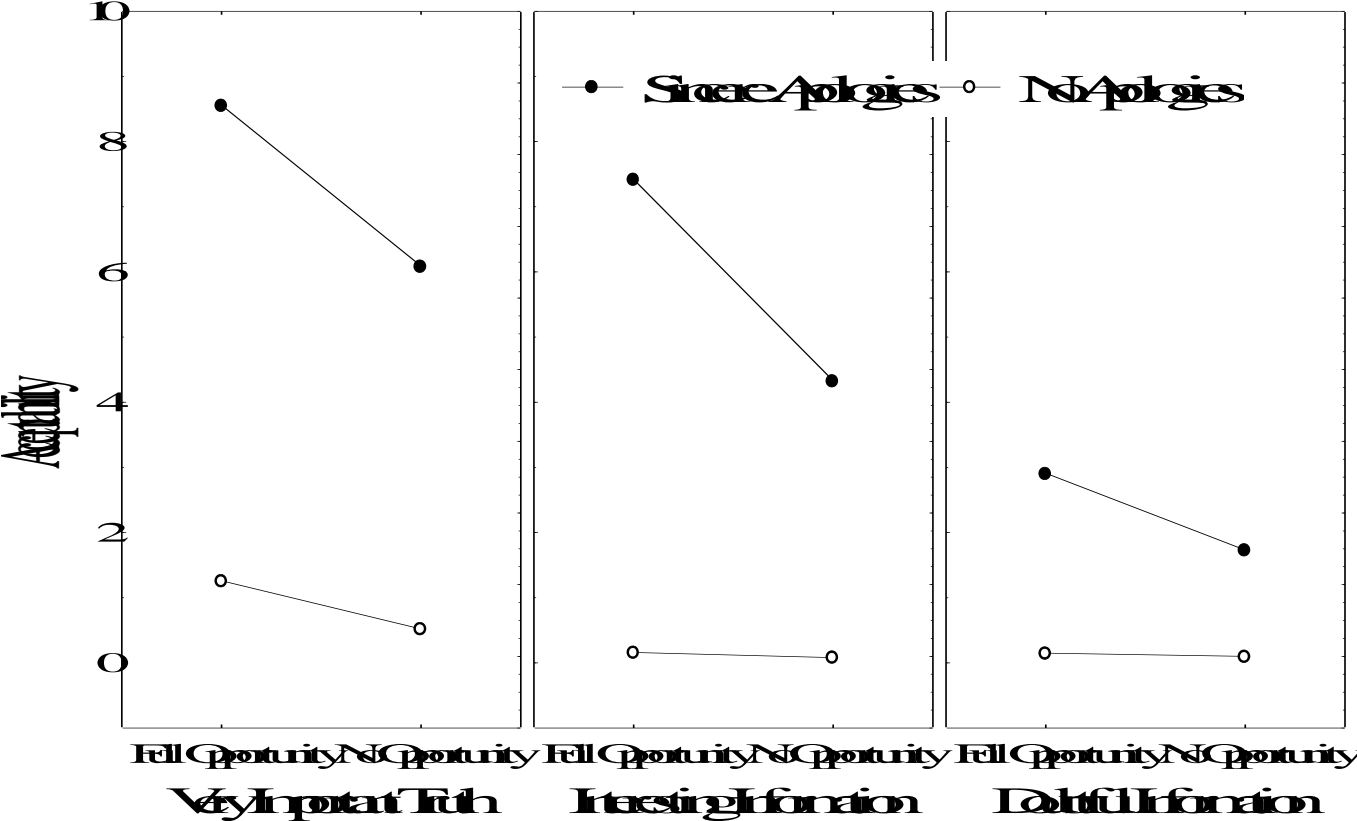 10
Sincere Apologies No Apologies
8
6
Acceptability
4
2
0
Full Opportunity No Opportunity Full Opportunity No Opportunity Full Opportunity No Opportunity
Very Important Truth Interesting Information Doubtful Information